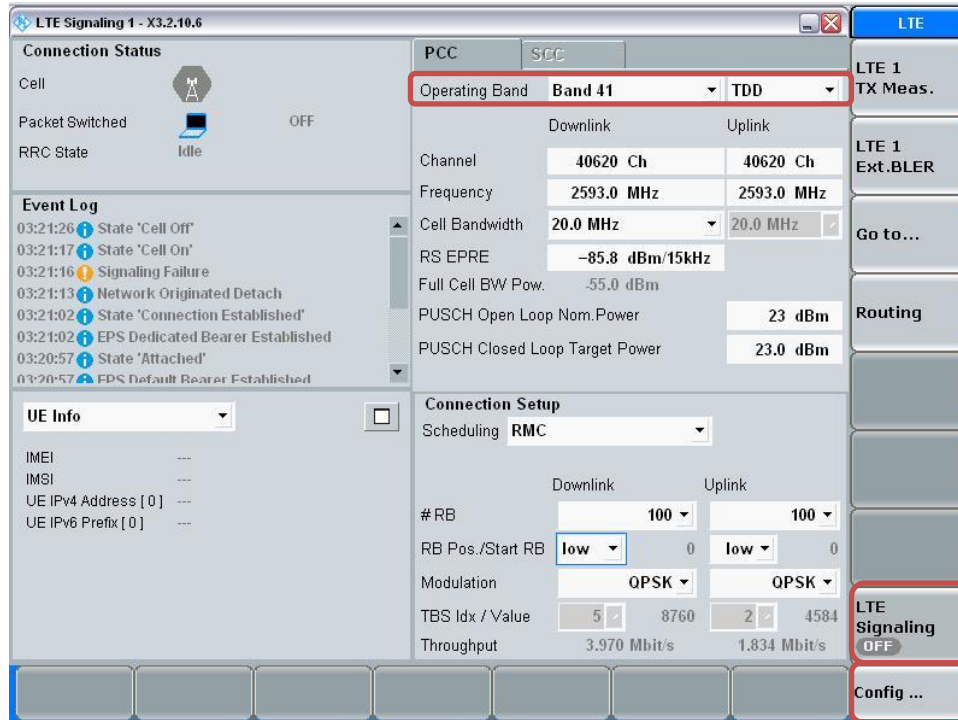 LTE Signaling 1 - X3.2.10.6
LTE
Connection Status
Cell
Packet Switched OFF
RRC State Idle
Event Log
03:21:26 State 'Cell Off'
03:21:17 State 'Cell On'
03:21:16 Signaling Failure
03:21:13 Network Originated Detach
03:21:02 State 'Connection Established'
03:21:02 EPS Dedicated Bearer Established
03:20:57 State 'Attached'
03:20:57 EPS Default Bearer Established
UE Info
IMEI ---
IMSI ---
UE IPv4 Address [ 0 ] ---
UE IPv6 Prefix [ 0 ] ---
PCC SCC
Operating Band Band 41 TDD
Downlink Uplink
Channel 40620 Ch 40620 Ch
Frequency 2593.0 MHz 2593.0 MHz
Cell Bandwidth 20.0 MHz 20.0 MHz
RS EPRE -85.8 dBm/15kHz
Full Cell BW Pow. -55.0 dBm
PUSCH Open Loop Nom.Power 23 dBm
PUSCH Closed Loop Target Power 23.0 dBm
Connection Setup
Scheduling RMC
Downlink Uplink
# RB 100 100
RB Pos./Start RB low 0 low 0
Modulation QPSK QPSK
TBS Idx / Value 5 8760 2 4584
Throughput 3.970 Mbit/s 1.834 Mbit/s
LTE 1
TX Meas.
LTE 1
Ext.BLER
Go to...
Routing
LTE
Signaling
OFF
Config ...